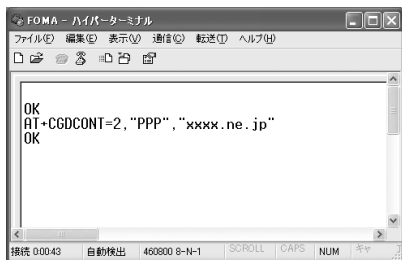 FOMA - ハイパーターミナル
ファイル(F) 編集(E) 表示(V) 通信(C) 転送(T) ヘルプ(H)
OK
AT+CGDCONT=2,"PPP","xxxx.ne.jp"
OK
接続 0:00:43 自動検出 460800 8-N-1 SCROLL CAPS NUM キャ